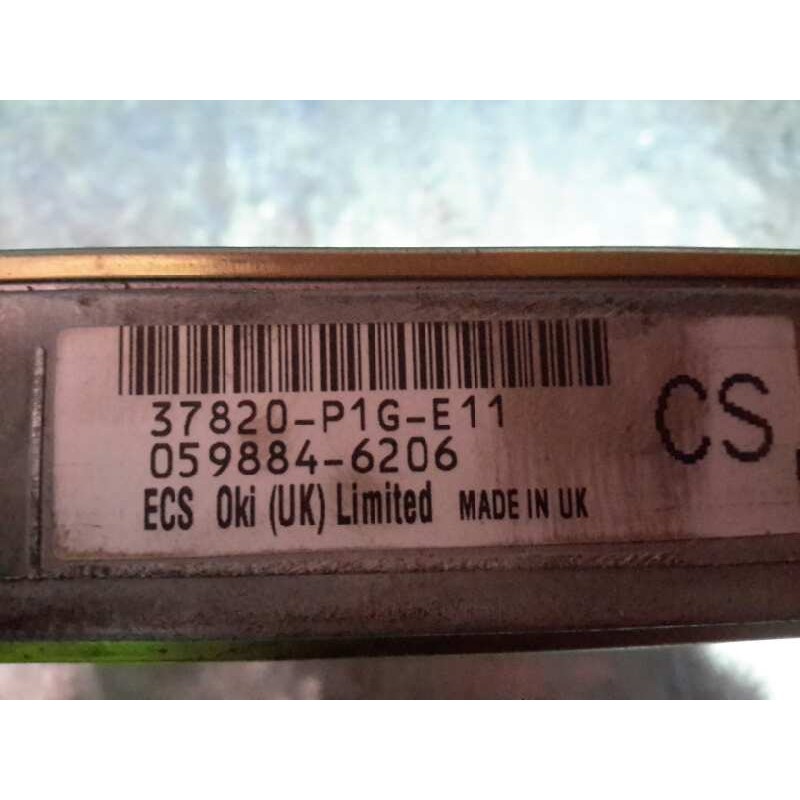 37820-P1G-E11
059884-6206
ECS Oki (UK) Limited MADE IN UK
CS